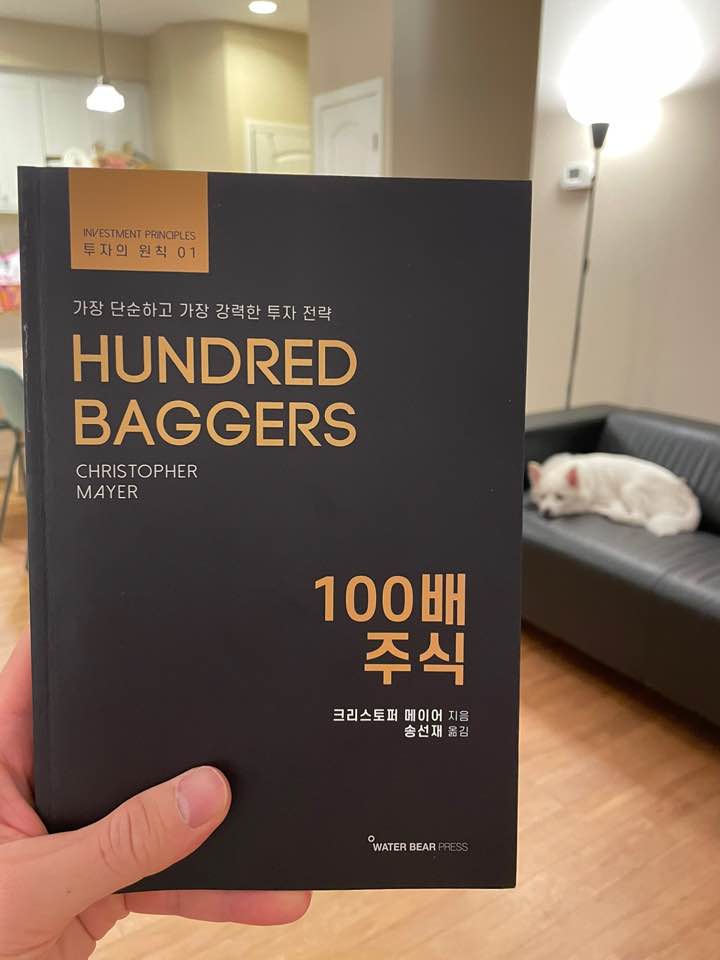 INVESTMENT PRINCIPLES
투자의 원칙 01
가장 단순하고 가장 강력한 투자 전략
HUNDRED
BAGGERS
CHRISTOPHER
MAYER
100배
주식
크리스토퍼 메이어 지음
송선재 옮김
WATER BEAR PRESS